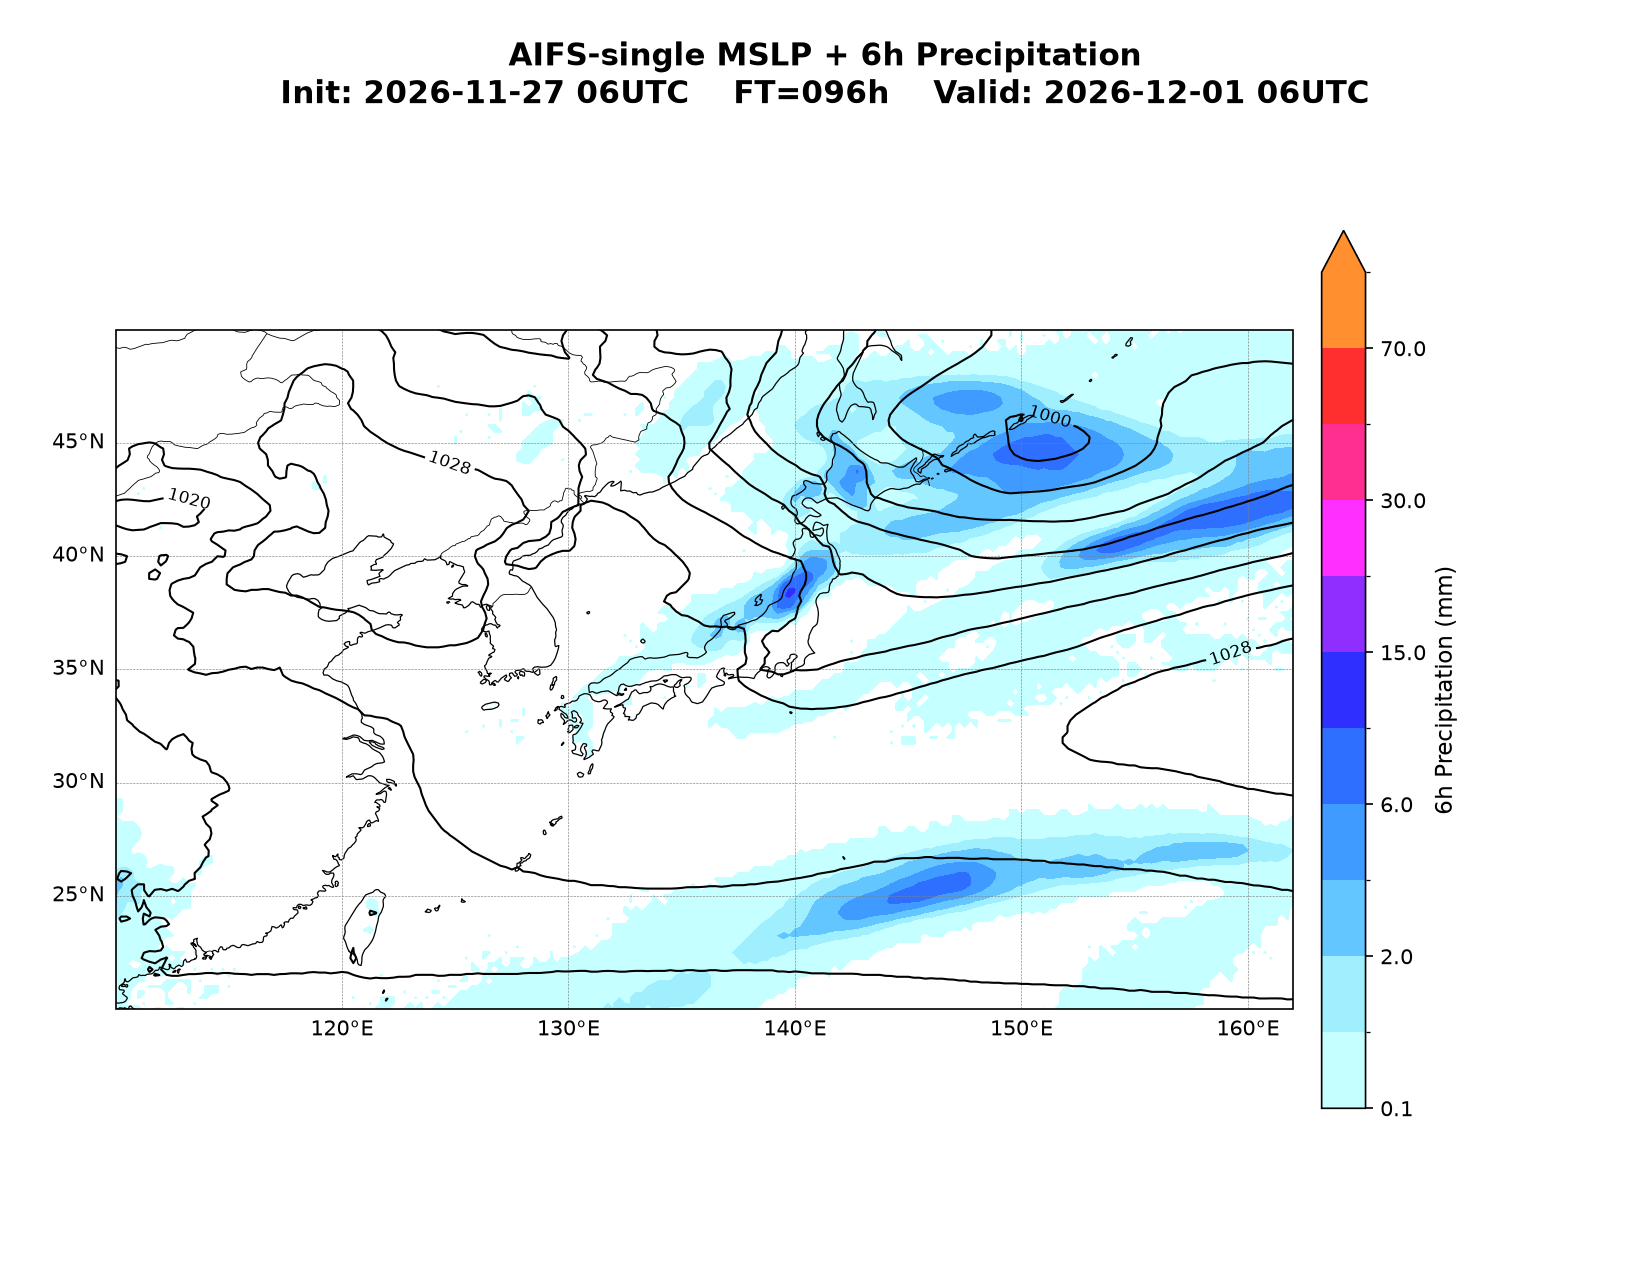 AIFS-single MSLP + 6h Precipitation
Init: 2026-11-27 06UTC    FT=096h    Valid: 2026-12-01 06UTC
70.0
30.0
15.0
6.0
2.0
0.1
6h Precipitation (mm)
45°N
40°N
35°N
30°N
25°N
120°E
130°E
140°E
150°E
160°E
1000
1028
1020
1028